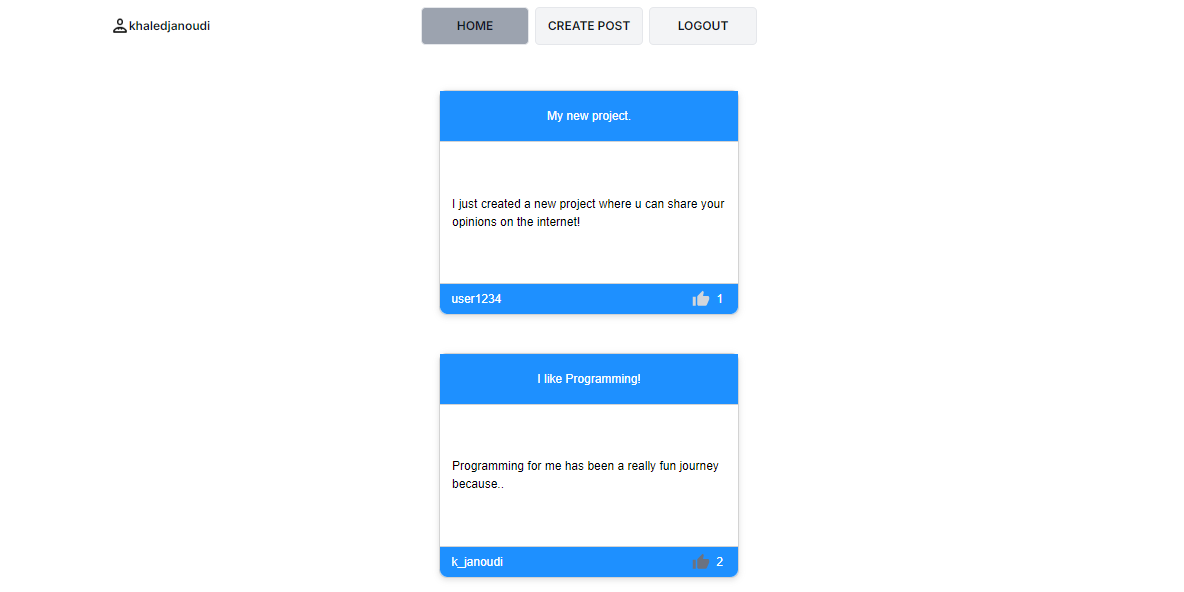 khaledjanoudi
HOME
CREATE POST
LOGOUT
My new project.
I just created a new project where u can share your
opinions on the internet!
user1234
1
I like Programming!
Programming for me has been a really fun journey
because..
k_janoudi
2